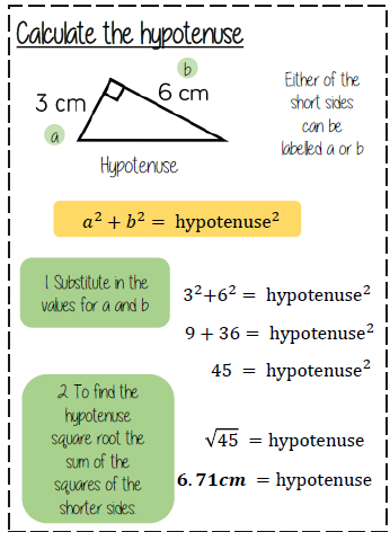 Calculate the hypotenuse
b
3 cm
6 cm
a
Hypotenuse
Either of the
short sides
can be
labelled a or b
a² + b² = hypotenuse²
1. Substitute in the
values for a and b
3²+6² = hypotenuse²
9 + 36 = hypotenuse²
45 = hypotenuse²
2. To find the
hypotenuse
square root the
sum of the
squares of the
shorter sides.
√45 = hypotenuse
6.71cm = hypotenuse